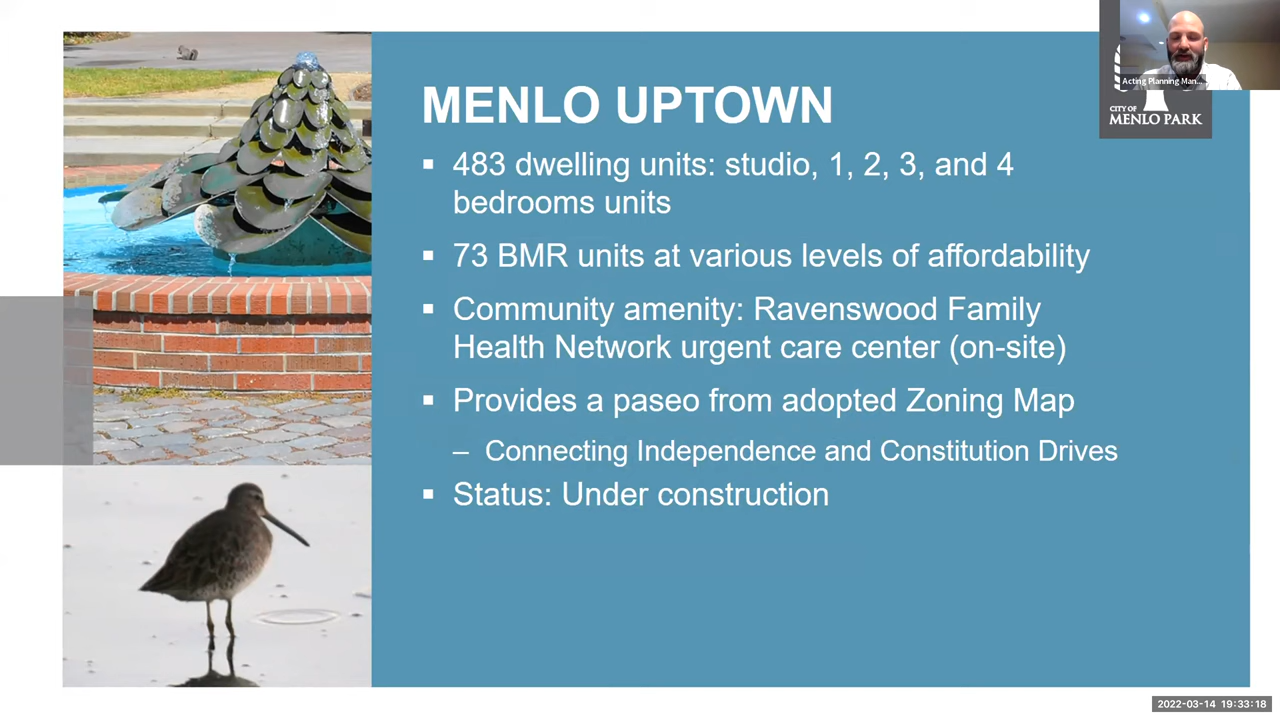 MENLO UPTOWN
▪ 483 dwelling units: studio, 1, 2, 3, and 4
bedrooms units
▪ 73 BMR units at various levels of affordability
▪ Community amenity: Ravenswood Family
Health Network urgent care center (on-site)
▪ Provides a paseo from adopted Zoning Map
– Connecting Independence and Constitution Drives
▪ Status: Under construction
Acting Planning Man...
CITY OF
MENLO PARK
2022-03-14 19:33:18